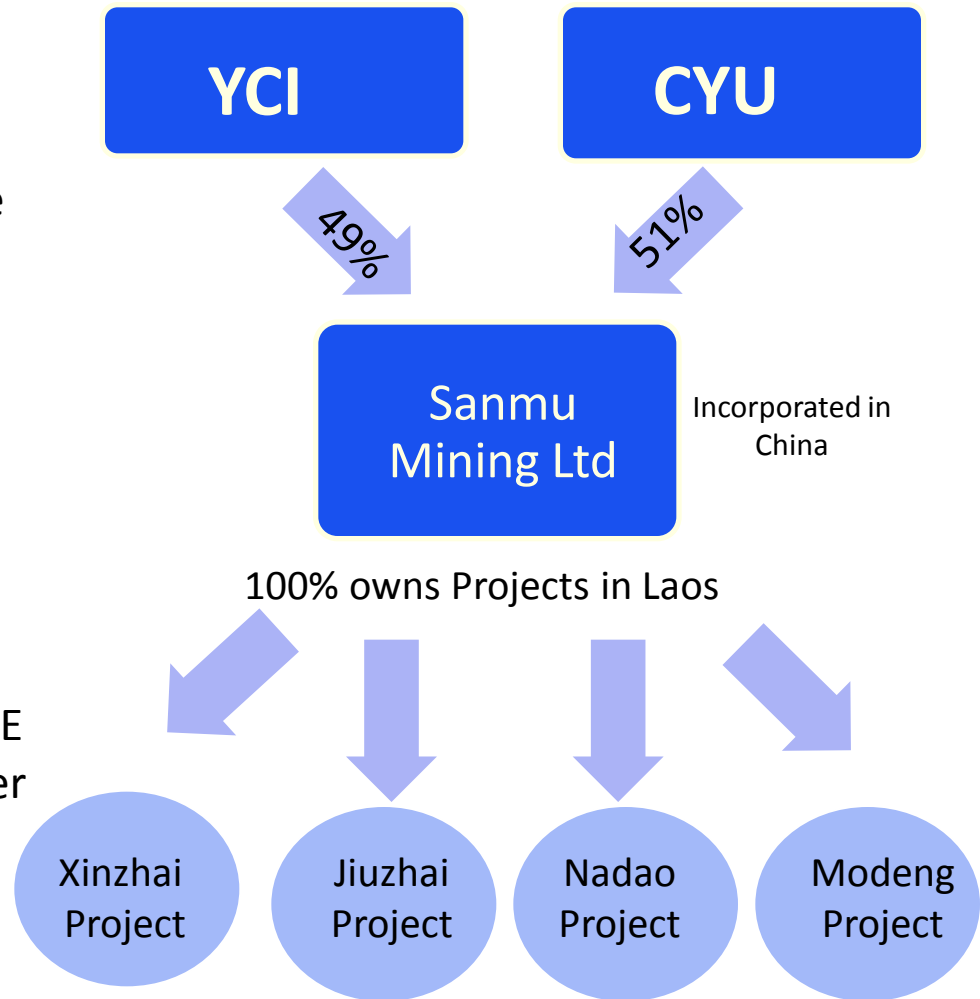 YCI
CYU
e
49%
51%
Sanmu
Mining Ltd
Incorporated in
China
100% owns Projects in Laos
E
er
Xinzhai
Project
Jiuzhai
Project
Nadao
Project
Modeng
Project